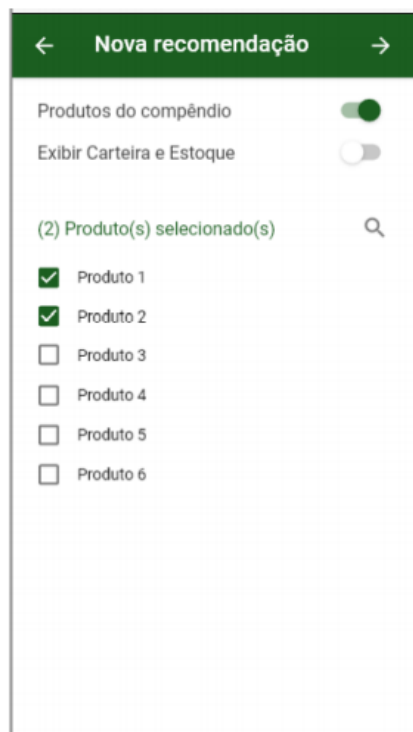 Nova recomendação
Produtos do compêndio
Exibir Carteira e Estoque
(2) Produto(s) selecionado(s)
Produto 1
Produto 2
Produto 3
Produto 4
Produto 5
Produto 6